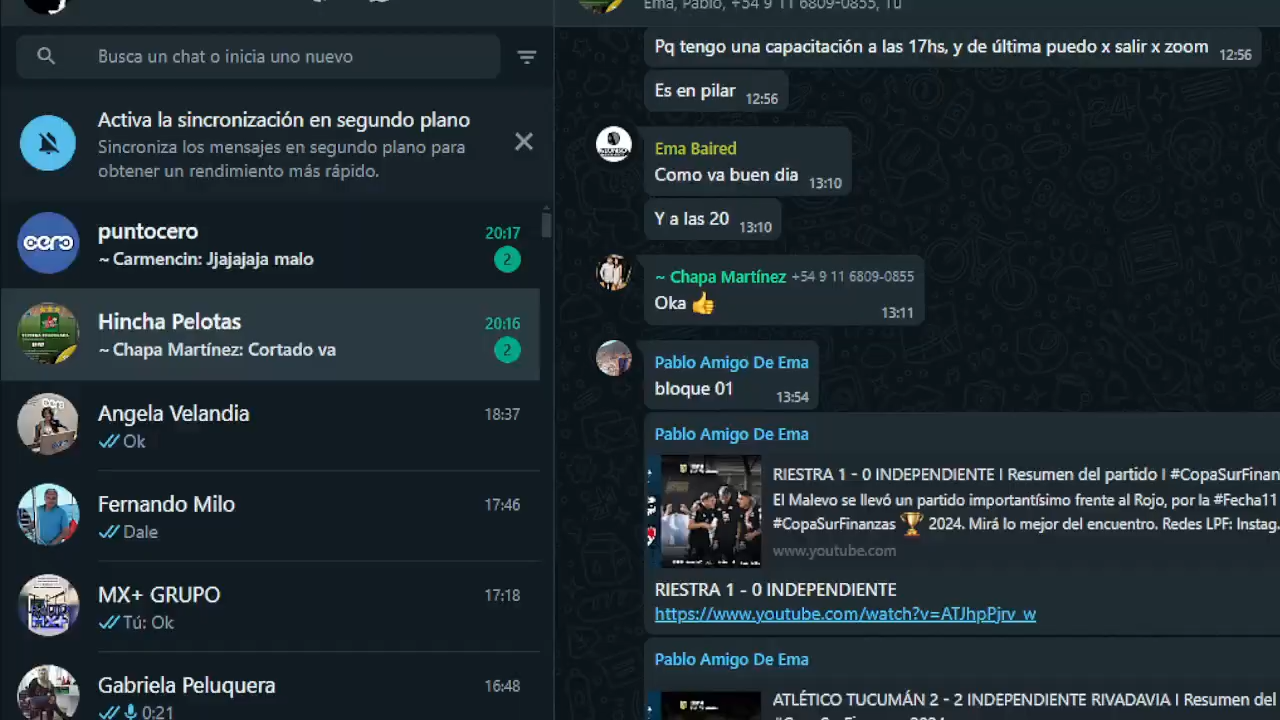 Busca un chat o inicia uno nuevo
Activa la sincronización en segundo plano
Sincroniza los mensajes en segundo plano para
obtener un rendimiento más rápido.
cero
puntocero
20:17
~ Carmencin: Jjajajaja malo
2
Hincha Pelotas
20:16
~ Chapa Martínez: Cortado va
2
Angela Velandia
18:37
Ok
Fernando Milo
17:46
Dale
MX+ GRUPO
17:18
Tú: Ok
Gabriela Peluquera
16:48
0:21
Ema, Pablo, +54 9 11 6809-0855, Tú
Pq tengo una capacitación a las 17hs, y de última puedo x salir x zoom
12:56
Es en pilar
12:56
Ema Baired
Como va buen dia
13:10
Y a las 20
13:10
~ Chapa Martínez +54 9 11 6809-0855
Oka 👍
13:11
Pablo Amigo De Ema
bloque 01
13:54
Pablo Amigo De Ema
RIESTRA 1 - 0 INDEPENDIENTE | Resumen del partido | #CopaSurFinan
El Malevo se llevó un partido importantísimo frente al Rojo, por la #Fecha11
#CopaSurFinanzas 🏆 2024. Mirá lo mejor del encuentro. Redes LPF: Instag.
www.youtube.com
RIESTRA 1 - 0 INDEPENDIENTE
https://www.youtube.com/watch?v=ATJhpPjrv_w
Pablo Amigo De Ema
ATLÉTICO TUCUMÁN 2 - 2 INDEPENDIENTE RIVADAVIA | Resumen del
#CopaSurFinanzas 2024